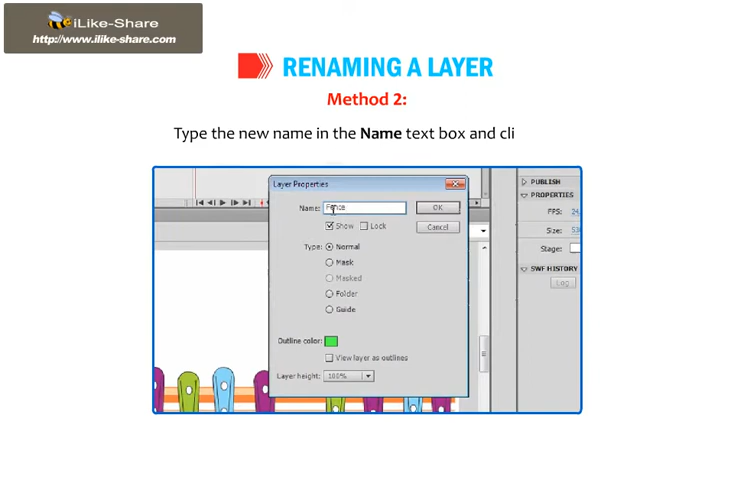 iLike-Share
http://www.ilike-share.com
RENAMING A LAYER
Method 2:
Type the new name in the Name text box and cli
Layer Properties
Name: Fence
OK
Show Lock
Cancel
Type: Normal
Mask
Masked
Folder
Guide
Outline color:
View layer as outlines
Layer height: 100%
PUBLISH
PROPERTIES
FPS: 24.
Size:
Stage:
SWF HISTORY
Log